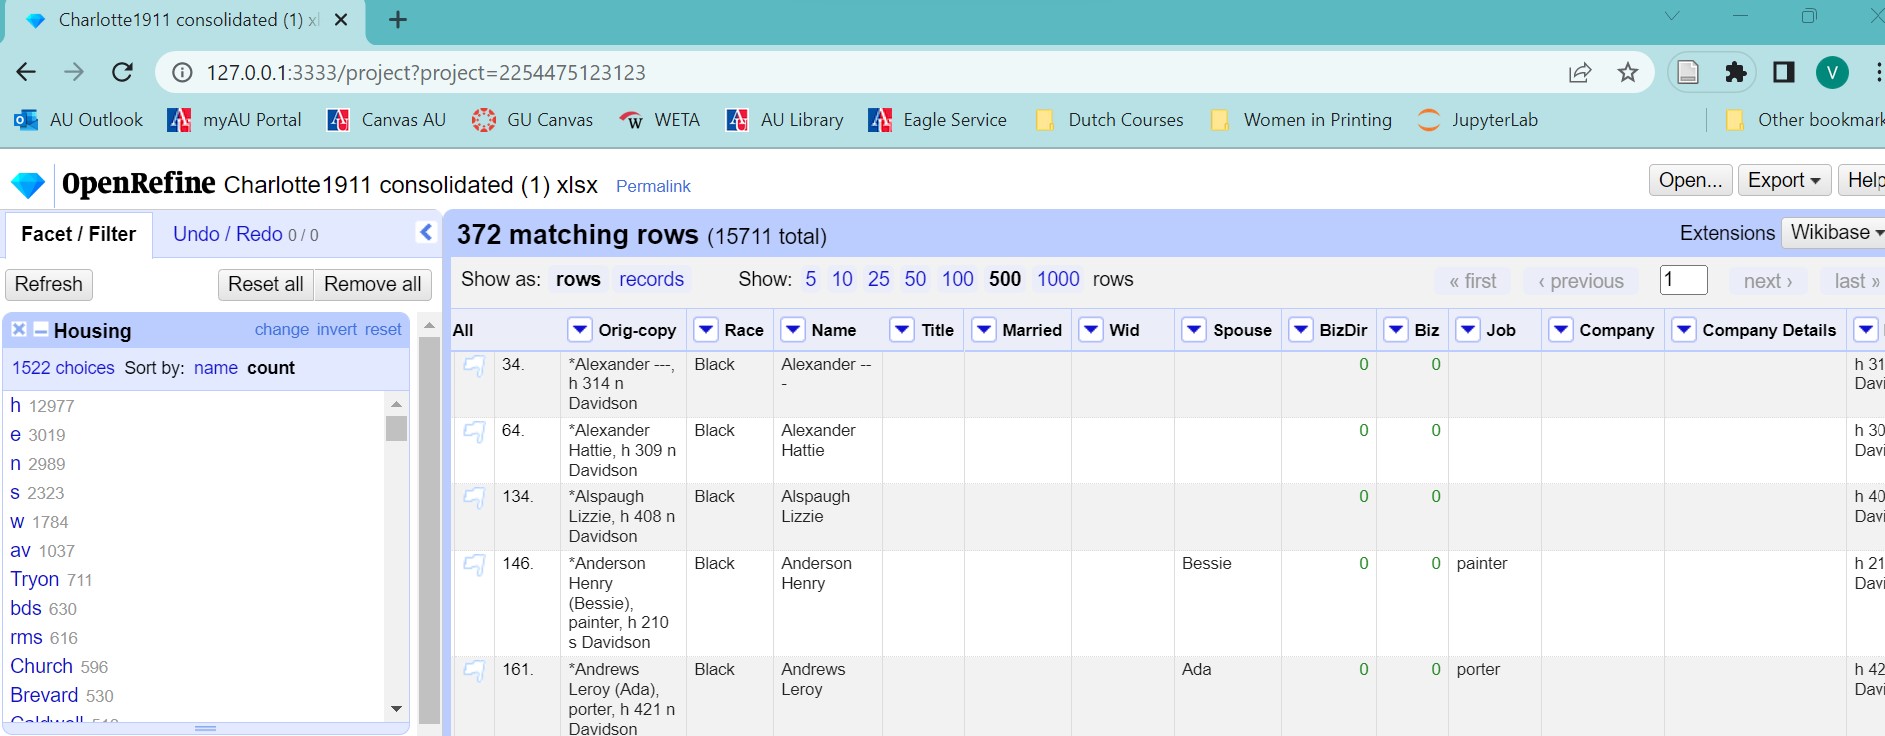 Charlotte1911 consolidated (1) xl
127.0.0.1:3333/project?project=2254475123123
V
AU Outlook myAU Portal Canvas AU GU Canvas WETA AU Library Eagle Service Dutch Courses Women in Printing JupyterLab Other bookmark
OpenRefine Charlotte1911 consolidated (1) xlsx Permalink Open... Export Help
Facet / Filter Undo / Redo 0 / 0
372 matching rows (15711 total) Extensions Wikibase
Refresh Reset all Remove all
Show as: rows records Show: 5 10 25 50 100 500 1000 rows « first ‹ previous 1 next › last »
Housing change invert reset
1522 choices Sort by: name count
h 12977
e 3019
n 2989
s 2323
w 1784
av 1037
Tryon 711
bds 630
rms 616
Church 596
Brevard 530
All Orig-copy Race Name Title Married Wid Spouse BizDir Biz Job Company Company Details
34. *Alexander ---, Black Alexander -- 0 0 h 31
h 314 n - Davi
Davidson
64. *Alexander Black Alexander 0 0 h 30
Hattie, h 309 n Hattie Davi
Davidson
134. *Alspaugh Black Alspaugh 0 0 h 40
Lizzie, h 408 n Lizzie Davi
Davidson
146. *Anderson Black Anderson Bessie 0 0 painter h 21
Henry Henry Davi
(Bessie),
painter, h 210
s Davidson
161. *Andrews Black Andrews Ada 0 0 porter h 42
Leroy (Ada), Leroy Davi
porter, h 421 n
Davidson